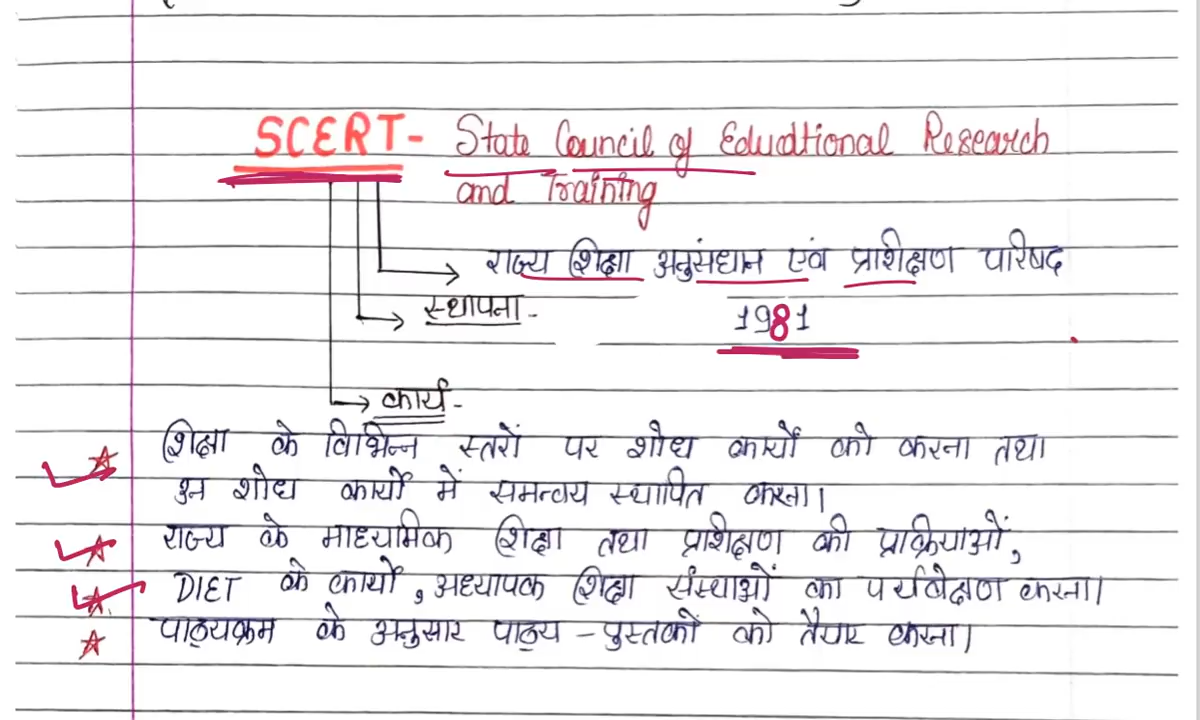 SCERT- State Council of Educational Research
and Training
राज्य शिक्षा अनुसंधान एवं प्रशिक्षण परिषद
स्थापना - 1981
कार्य -
शिक्षा के विभिन्न स्तरों पर शोध कार्यों को करना तथा
उन शोध कार्यों में समन्वय स्थापित करना।
राज्य के माध्यमिक शिक्षा तथा प्रशिक्षण की प्रक्रियाओं,
DIET के कार्यों, अध्यापक शिक्षा संस्थाओं का पर्यवेक्षण करना।
पाठ्यक्रम के अनुसार पाठ्य - पुस्तकों को तैयार करना।